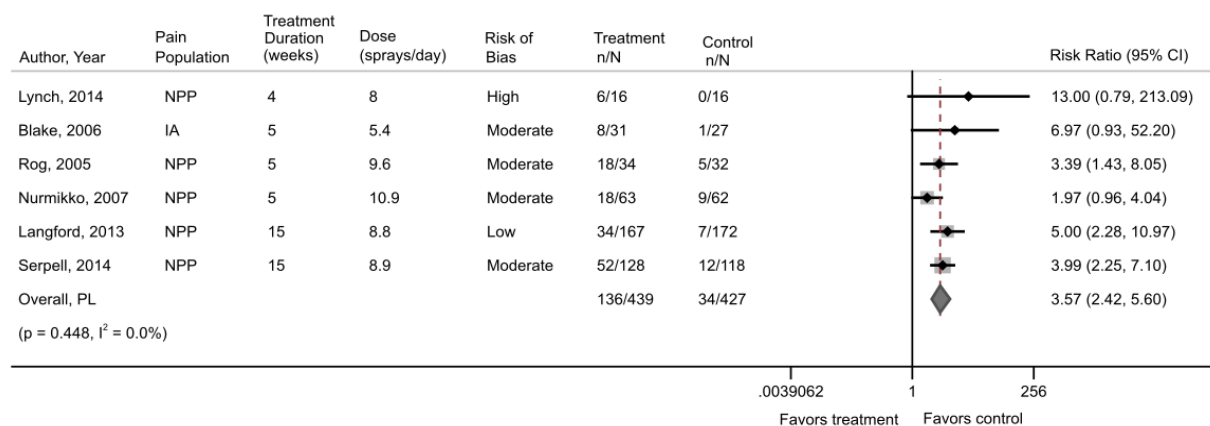 Author, Year Pain Population Treatment Duration (weeks) Dose (sprays/day) Risk of Bias Treatment n/N Control n/N Risk Ratio (95% CI)
Lynch, 2014 NPP 4 8 High 6/16 0/16 13.00 (0.79, 213.09)
Blake, 2006 IA 5 5.4 Moderate 8/31 1/27 6.97 (0.93, 52.20)
Rog, 2005 NPP 5 9.6 Moderate 18/34 5/32 3.39 (1.43, 8.05)
Nurmikko, 2007 NPP 5 10.9 Moderate 18/63 9/62 1.97 (0.96, 4.04)
Langford, 2013 NPP 15 8.8 Low 34/167 7/172 5.00 (2.28, 10.97)
Serpell, 2014 NPP 15 8.9 Moderate 52/128 12/118 3.99 (2.25, 7.10)
Overall, PL 136/439 34/427 3.57 (2.42, 5.60)
(p = 0.448, I² = 0.0%)
.0039062 1 256
Favors treatment Favors control